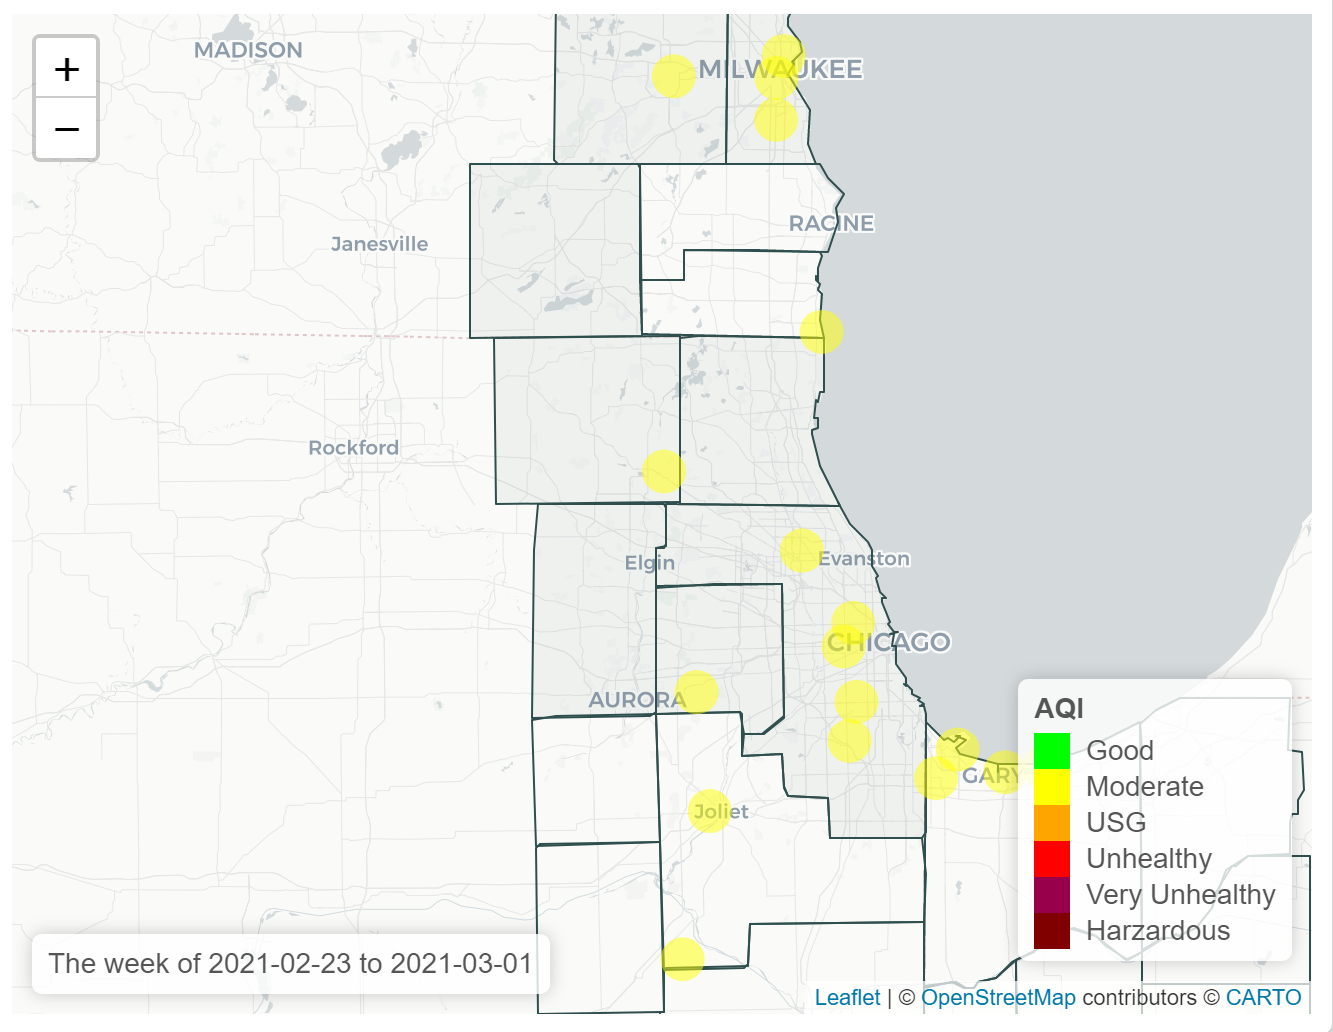 MADISON
+
−
MILWAUKEE
RACINE
Janesville
Rockford
Elgin
Evanston
CHICAGO
AURORA
GARY
Joliet
AQI
Good
Moderate
USG
Unhealthy
Very Unhealthy
Harzardous
The week of 2021-02-23 to 2021-03-01
Leaflet | © OpenStreetMap contributors © CARTO